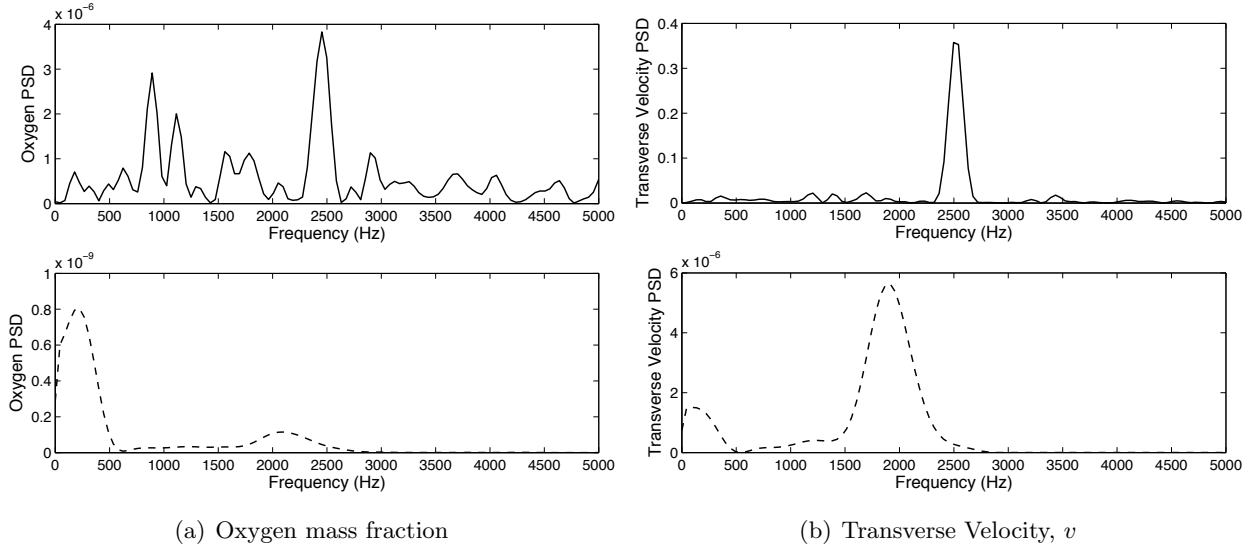 x 10⁻⁶
4
3
2
1
0
Oxygen PSD
0 500 1000 1500 2000 2500 3000 3500 4000 4500 5000
Frequency (Hz)
0.4
0.3
0.2
0.1
0
Transverse Velocity PSD
0 500 1000 1500 2000 2500 3000 3500 4000 4500 5000
Frequency (Hz)
x 10⁻⁹
1
0.8
0.6
0.4
0.2
0
Oxygen PSD
0 500 1000 1500 2000 2500 3000 3500 4000 4500 5000
Frequency (Hz)
x 10⁻⁶
6
4
2
0
Transverse Velocity PSD
0 500 1000 1500 2000 2500 3000 3500 4000 4500 5000
Frequency (Hz)
(a) Oxygen mass fraction
(b) Transverse Velocity, v